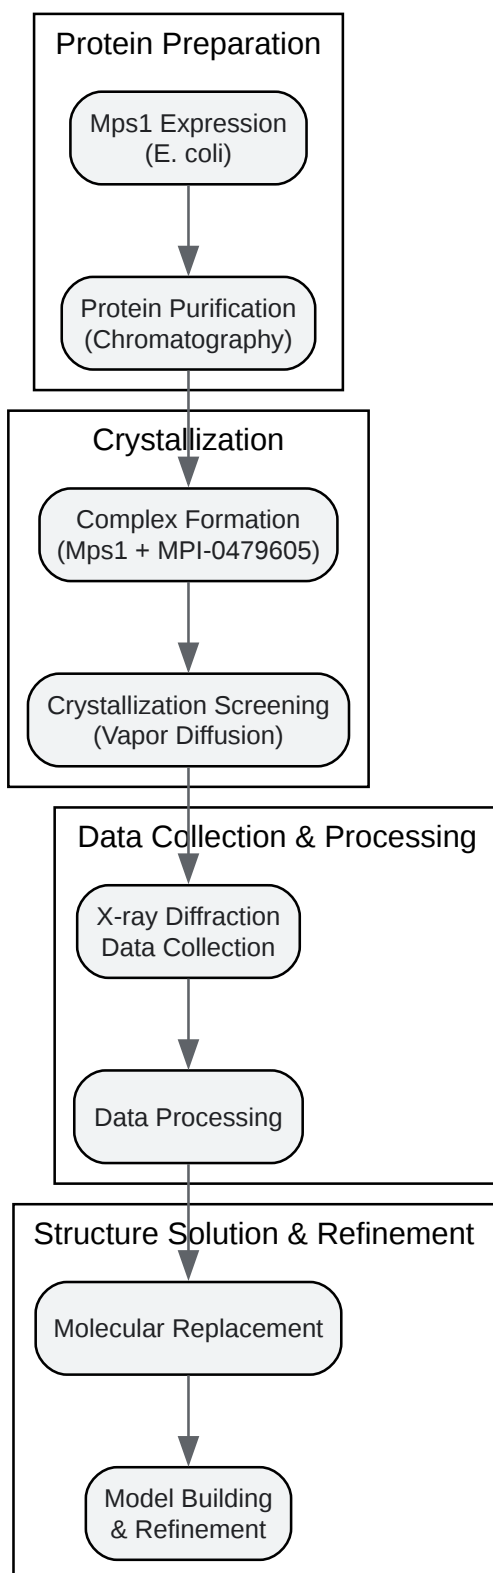 Protein Preparation
Mps1 Expression
(E. coli)
Protein Purification
(Chromatography)
Crystallization
Complex Formation
(Mps1 + MPI-0479605)
Crystallization Screening
(Vapor Diffusion)
Data Collection & Processing
X-ray Diffraction
Data Collection
Data Processing
Structure Solution & Refinement
Molecular Replacement
Model Building
& Refinement